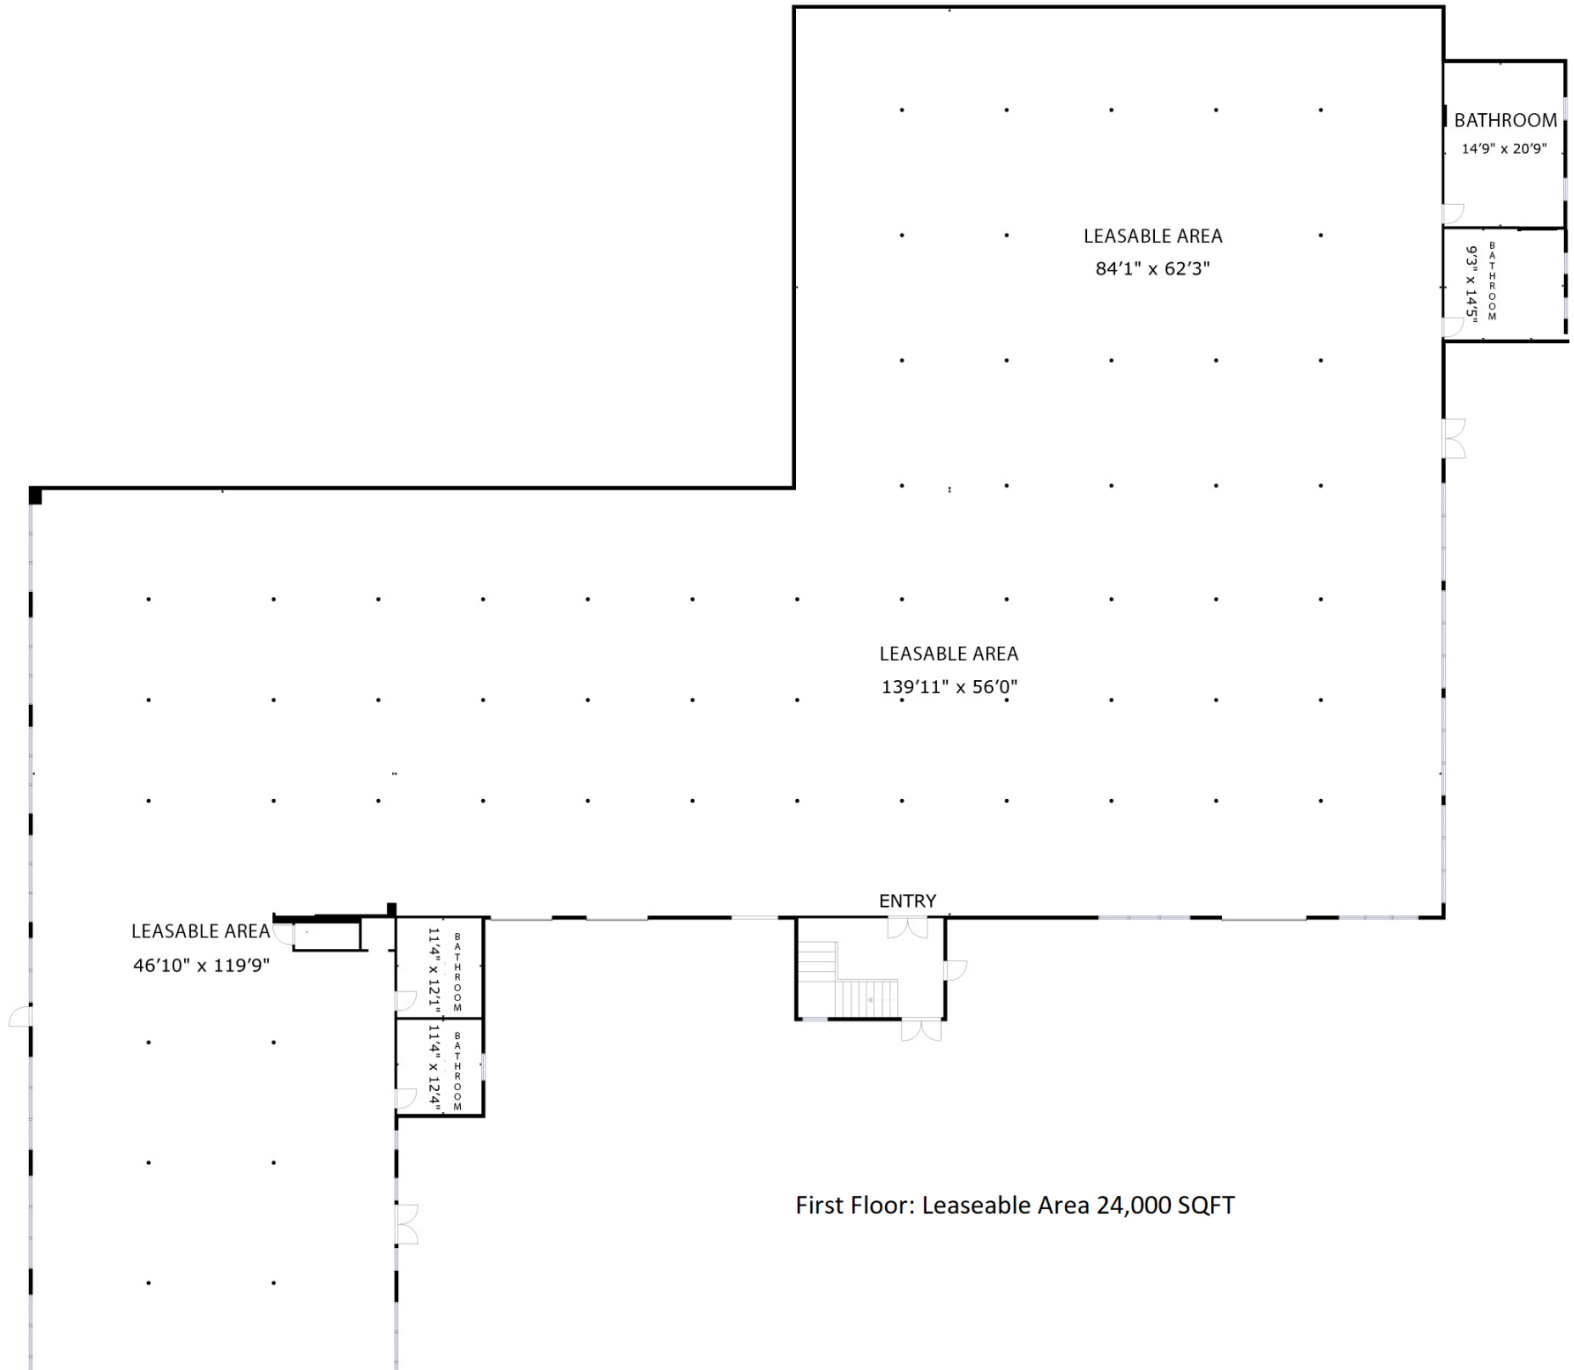 BATHROOM
14'9" x 20'9"
LEASABLE AREA
84'1" x 62'3"
BATHROOM
9'3" x 14'5"
LEASABLE AREA
139'11" x 56'0"
ENTRY
LEASABLE AREA
46'10" x 119'9"
BATHROOM
11'4" x 12'1"
BATHROOM
11'4" x 12'4"
First Floor: Leaseable Area 24,000 SQFT